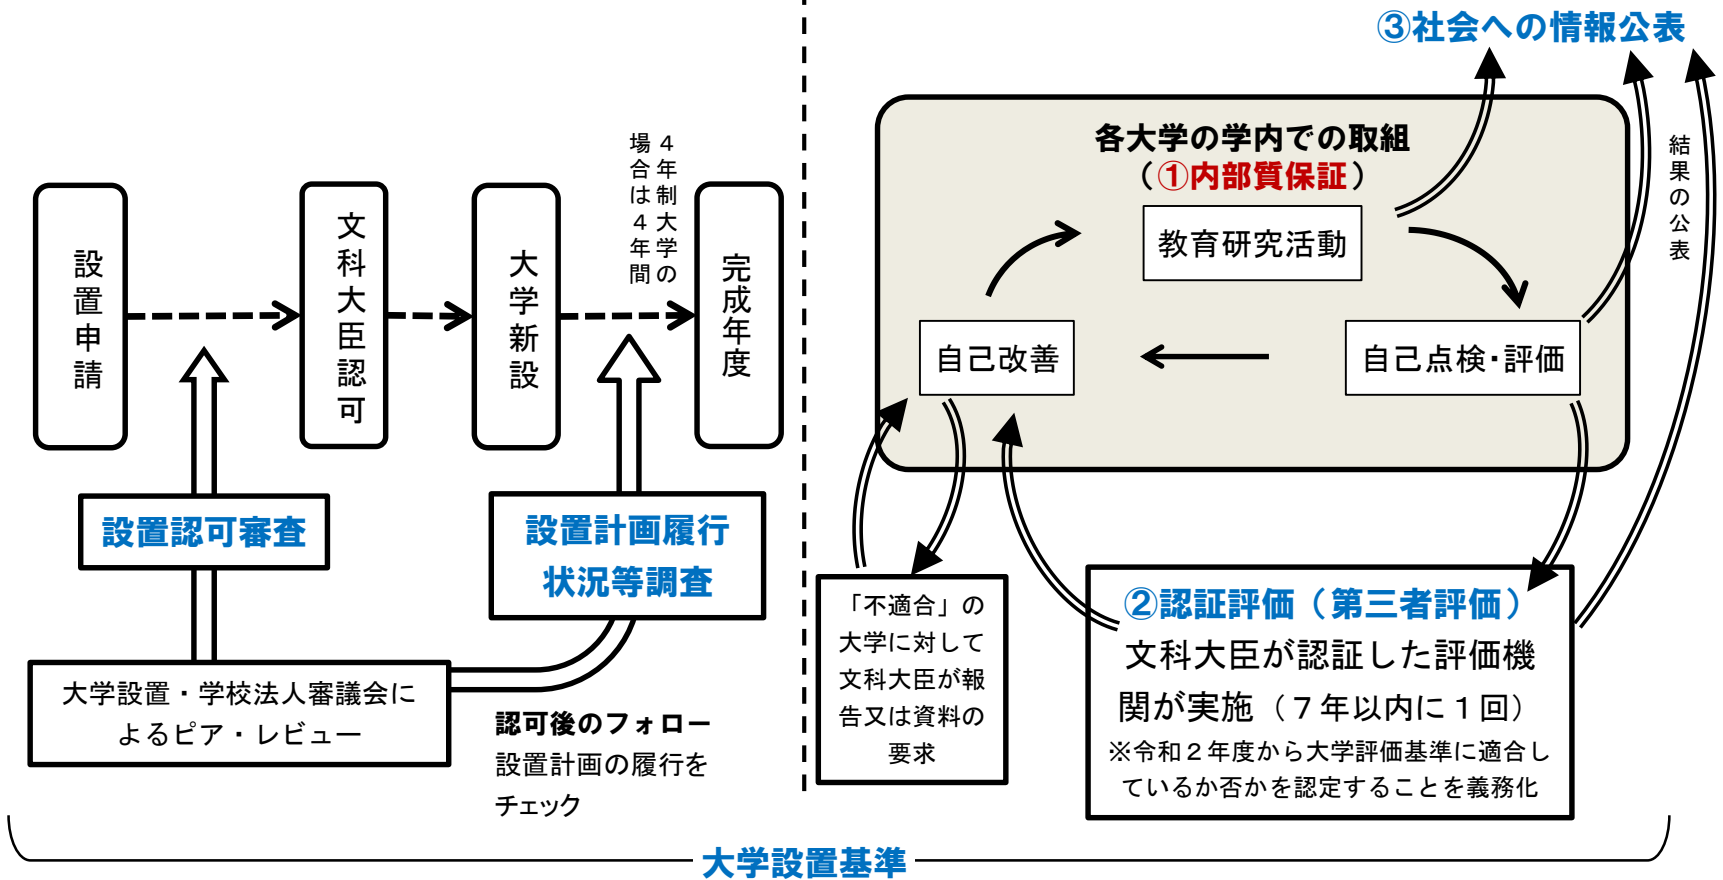 ③社会への情報公表
各大学の学内での取組
（①内部質保証）
教育研究活動
自己改善
自己点検・評価
結果の公表
設置申請
文科大臣認可
大学新設
４年制大学の
場合は４年間
完成年度
設置認可審査
設置計画履行
状況等調査
大学設置・学校法人審議会に
よるピア・レビュー
認可後のフォロー
設置計画の履行を
チェック
「不適合」の
大学に対して
文科大臣が報
告又は資料の
要求
②認証評価（第三者評価）
文科大臣が認証した評価機
関が実施（７年以内に１回）
※令和２年度から大学評価基準に適合し
ているか否かを認定することを義務化
大学設置基準